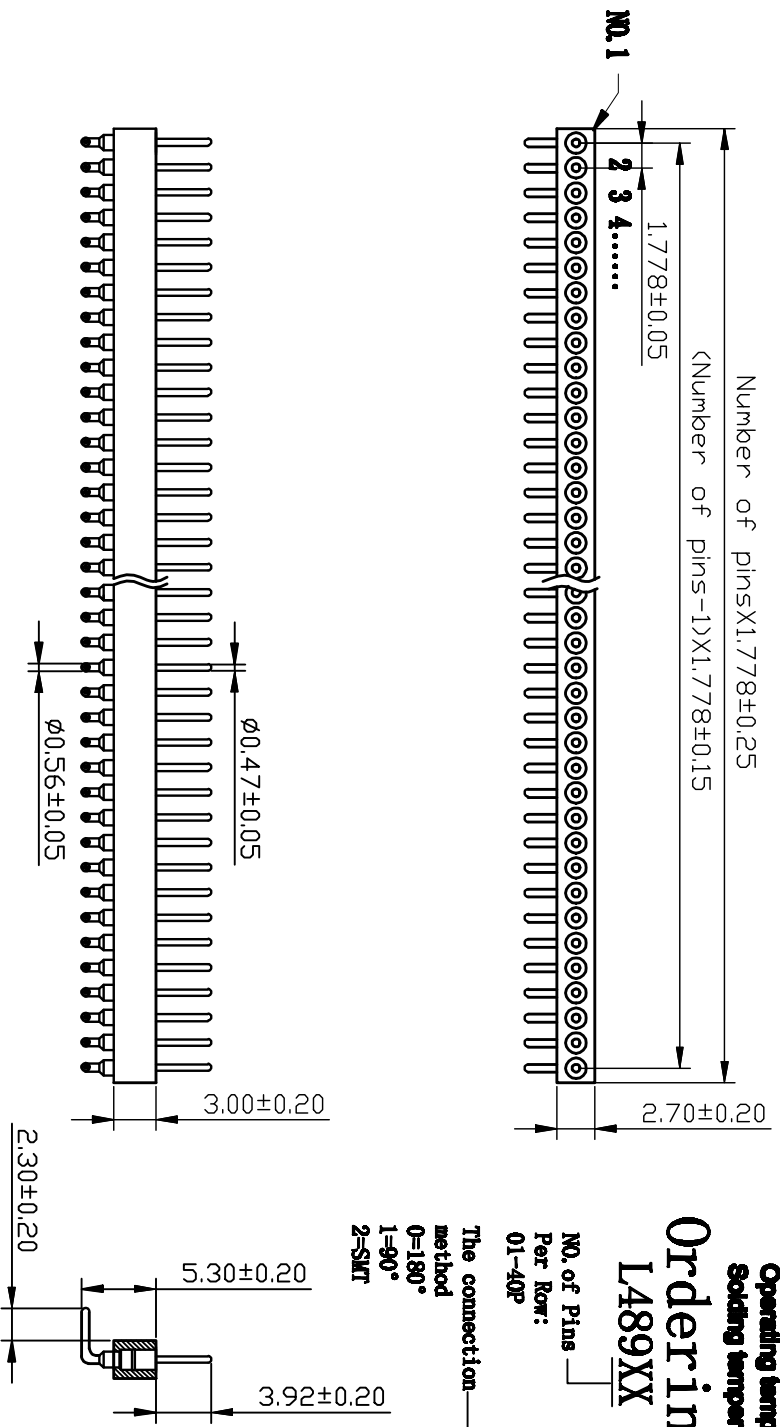 Operating temp
Solding temper
Orderin
L489XX
NO. of Pins
Per Row:
01-40P
The connection
method
0=180°
1=90°
2=SMT
NO. 1
2 3 4......
1.778±0.05
(Number of pins-1)X1.778±0.15
Number of pinsX1.778±0.25
2.70±0.20
Ø0.47±0.05
Ø0.56±0.05
3.00±0.20
5.30±0.20
3.92±0.20
2.30±0.20